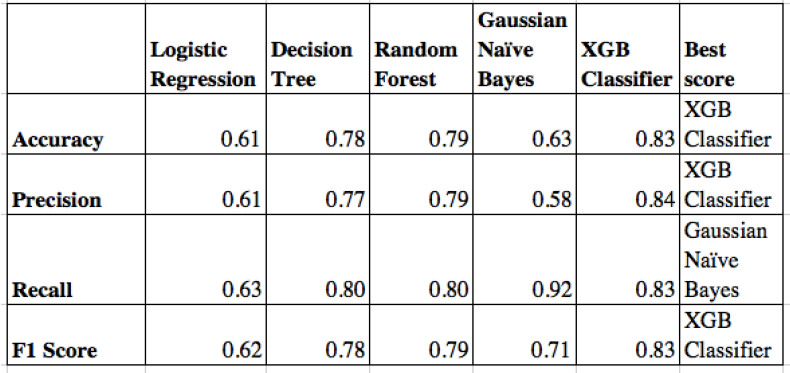 Logistic Regression Decision Tree Random Forest Gaussian Naïve Bayes XGB Classifier Best score
Accuracy 0.61 0.78 0.79 0.63 0.83 XGB Classifier
Precision 0.61 0.77 0.79 0.58 0.84 XGB Classifier
Recall 0.63 0.80 0.80 0.92 0.83 Gaussian Naïve Bayes
F1 Score 0.62 0.78 0.79 0.71 0.83 XGB Classifier